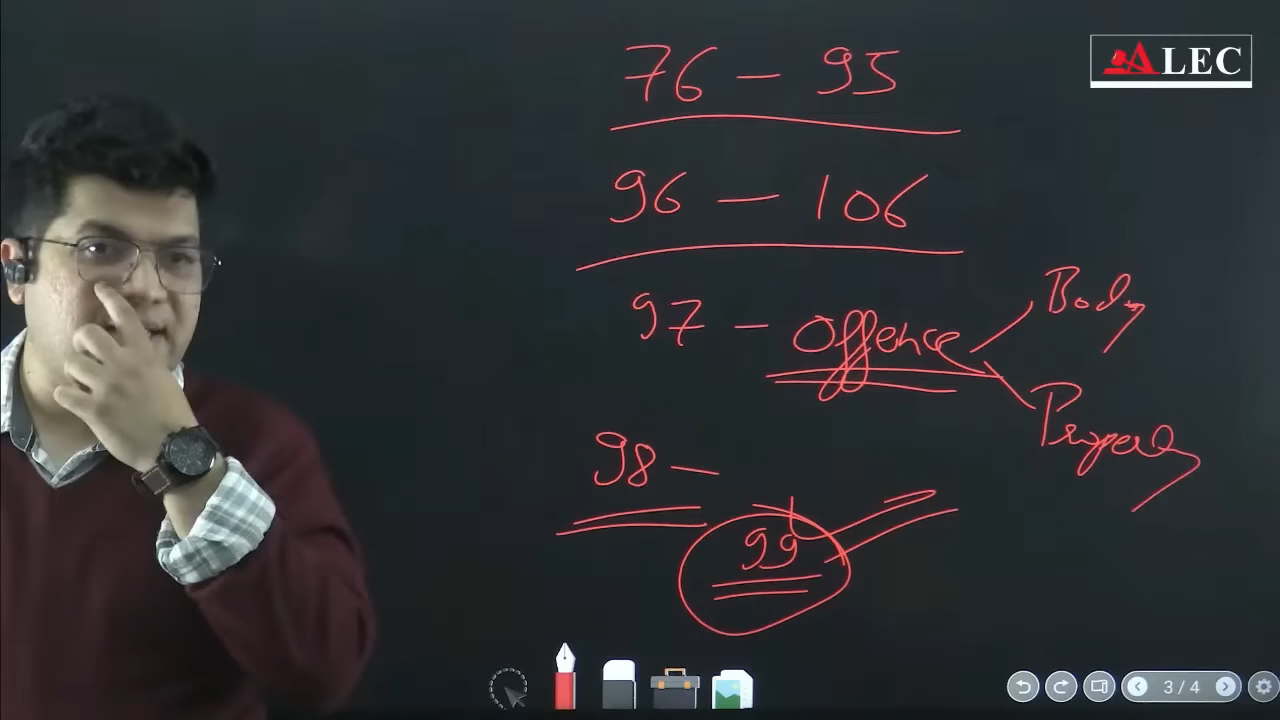 ALEC
76 – 95
96 – 106
97 – Offence
Body
Property
98 –
99
3 / 4